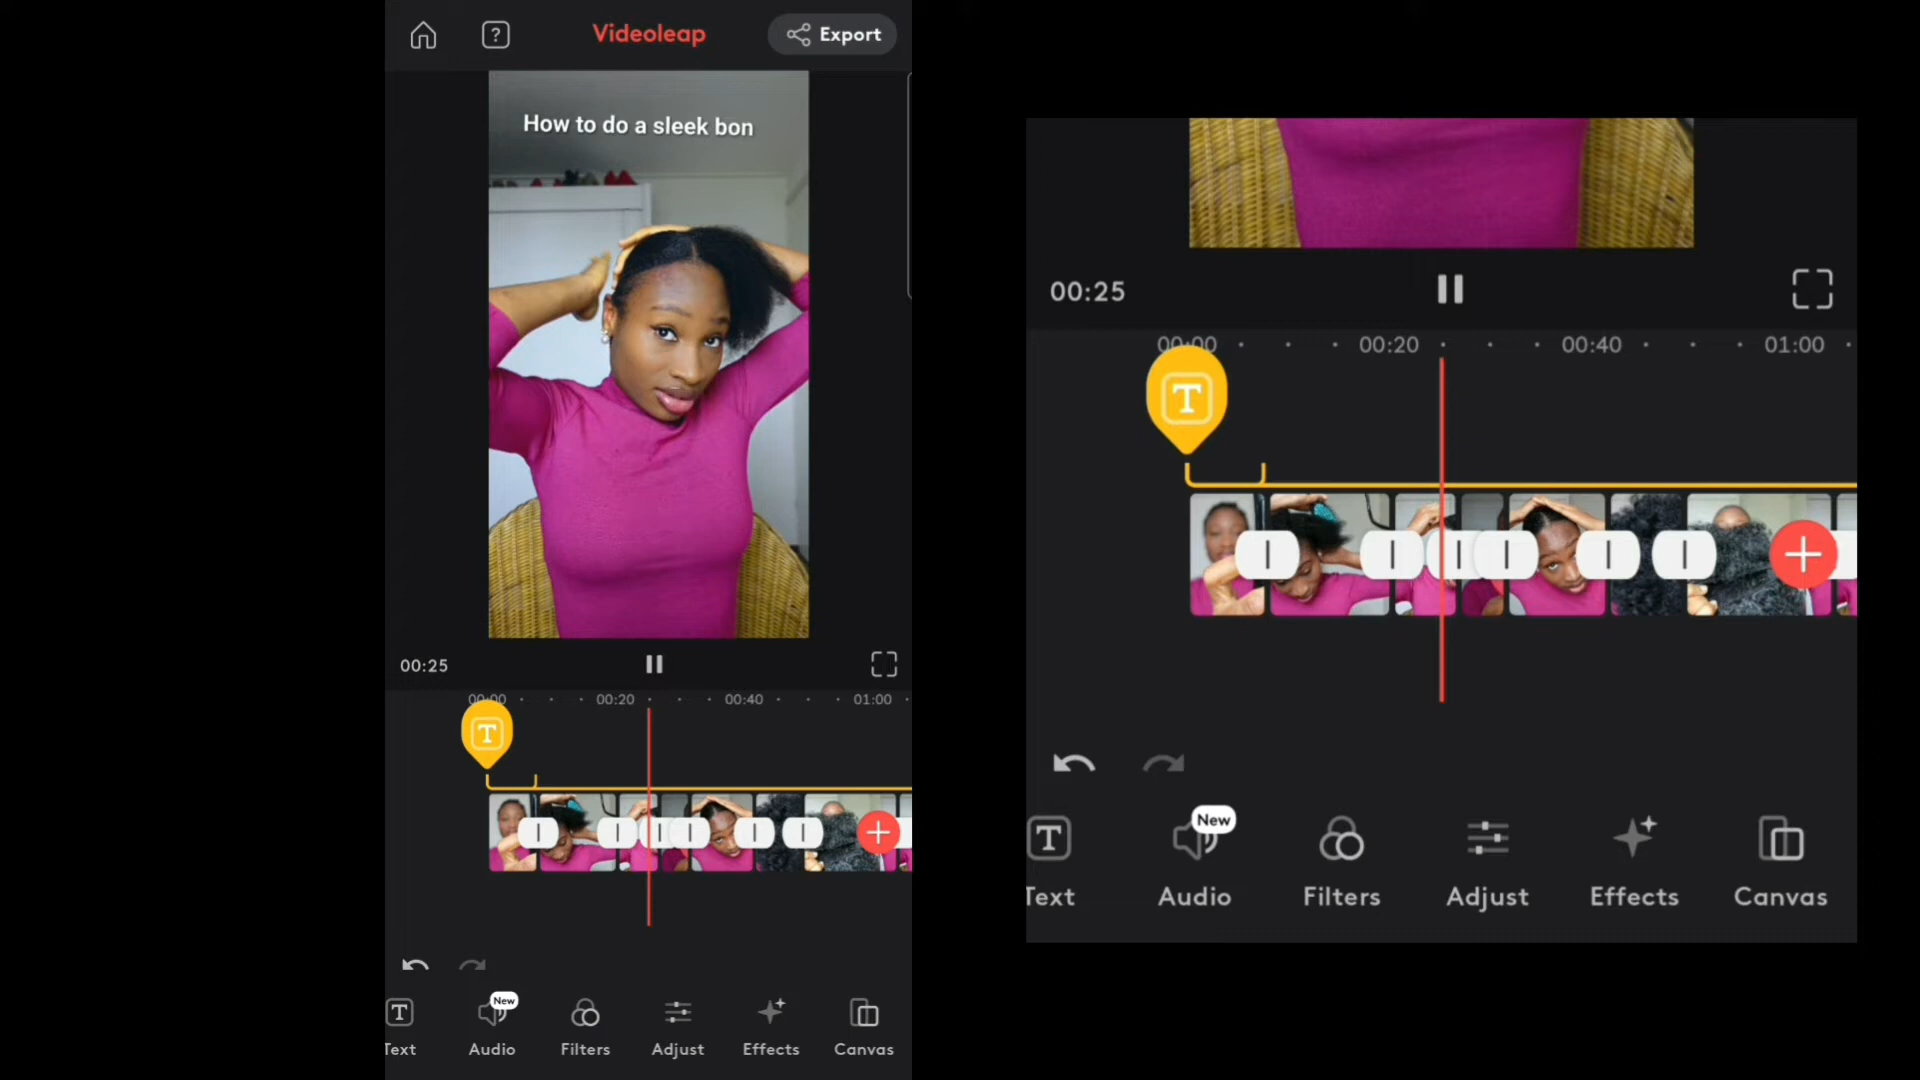 Videoleap
Export
How to do a sleek bon
00:25
00:00 00:20 00:40 01:00
T
T
New
Text Audio Filters Adjust Effects Canvas
00:25
00:00 00:20 00:40 01:00
T
T
New
Text Audio Filters Adjust Effects Canvas